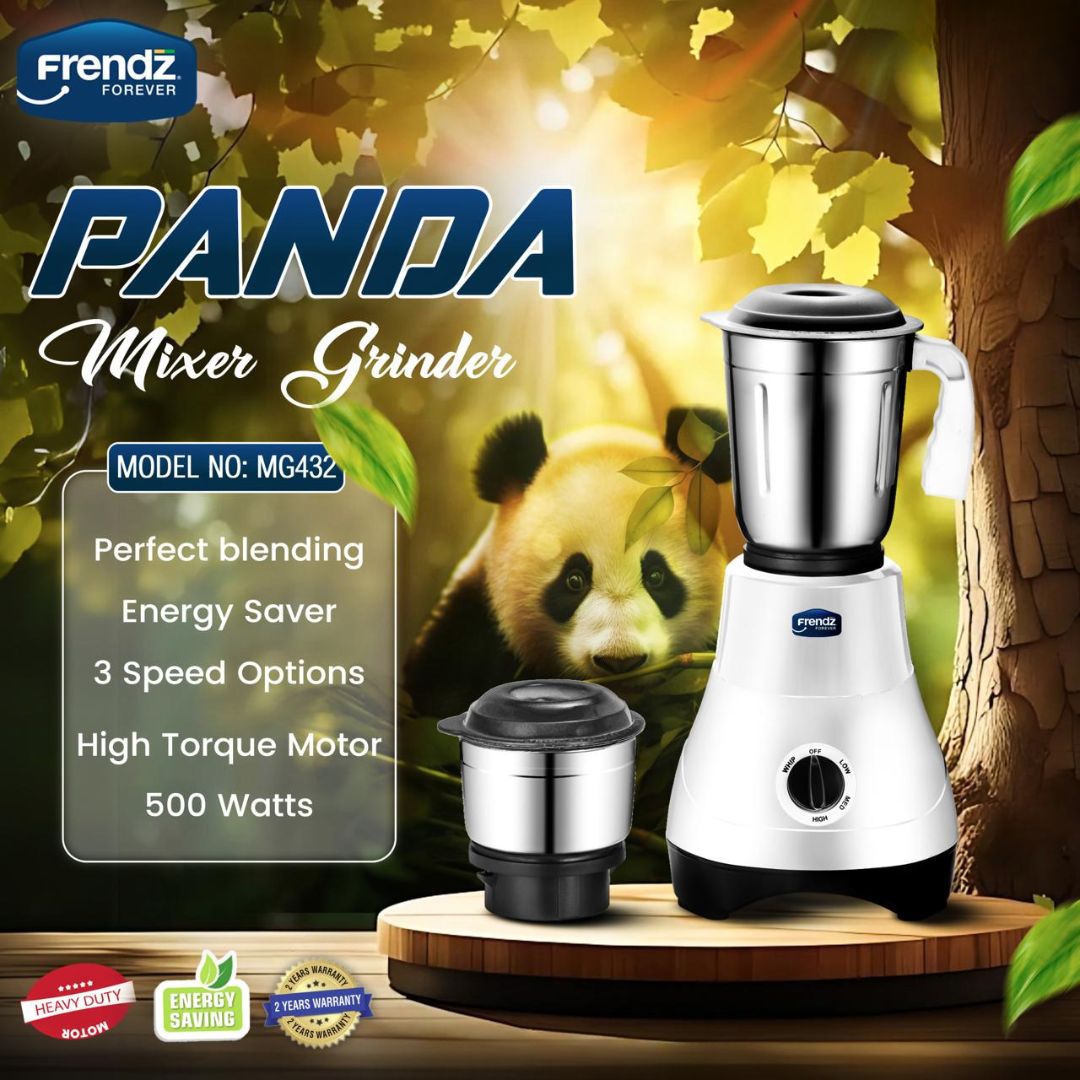 Frendz
FOREVER
PANDA
Mixer Grinder
MODEL NO: MG432
Perfect blending
Energy Saver
3 Speed Options
High Torque Motor
500 Watts
Frendz
FOREVER
OFF
WHIP
LOW
MED
HIGH
HEAVY DUTY
MOTOR
ENERGY
SAVING
2 YEARS WARRANTY
2 YEARS WARRANTY
2 YEARS WARRANTY